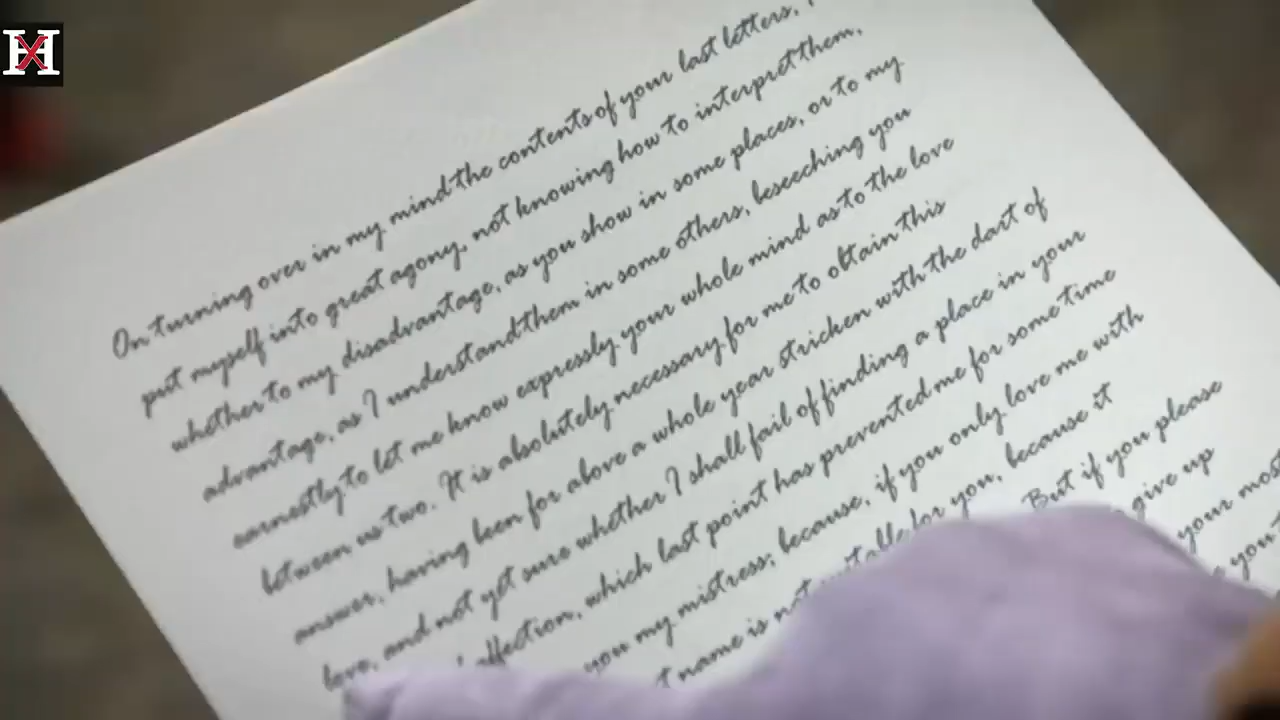 HX
On turning over in my mind the contents of your last letters,
put myself into great agony, not knowing how to interpret them,
whether to my disadvantage, as you show in some places, or to my
advantage, as I understand them in some others, beseeching you
earnestly to let me know expressly your whole mind as to the love
between us two. It is absolutely necessary for me to obtain this
answer, having been for above a whole year stricken with the dart of
love, and not yet sure whether I shall fail of finding a place in your
affection, which last point has prevented me for some time
you my mistress; because, if you only love me with
name is not for you, because it
But if you please
give up
your most
you